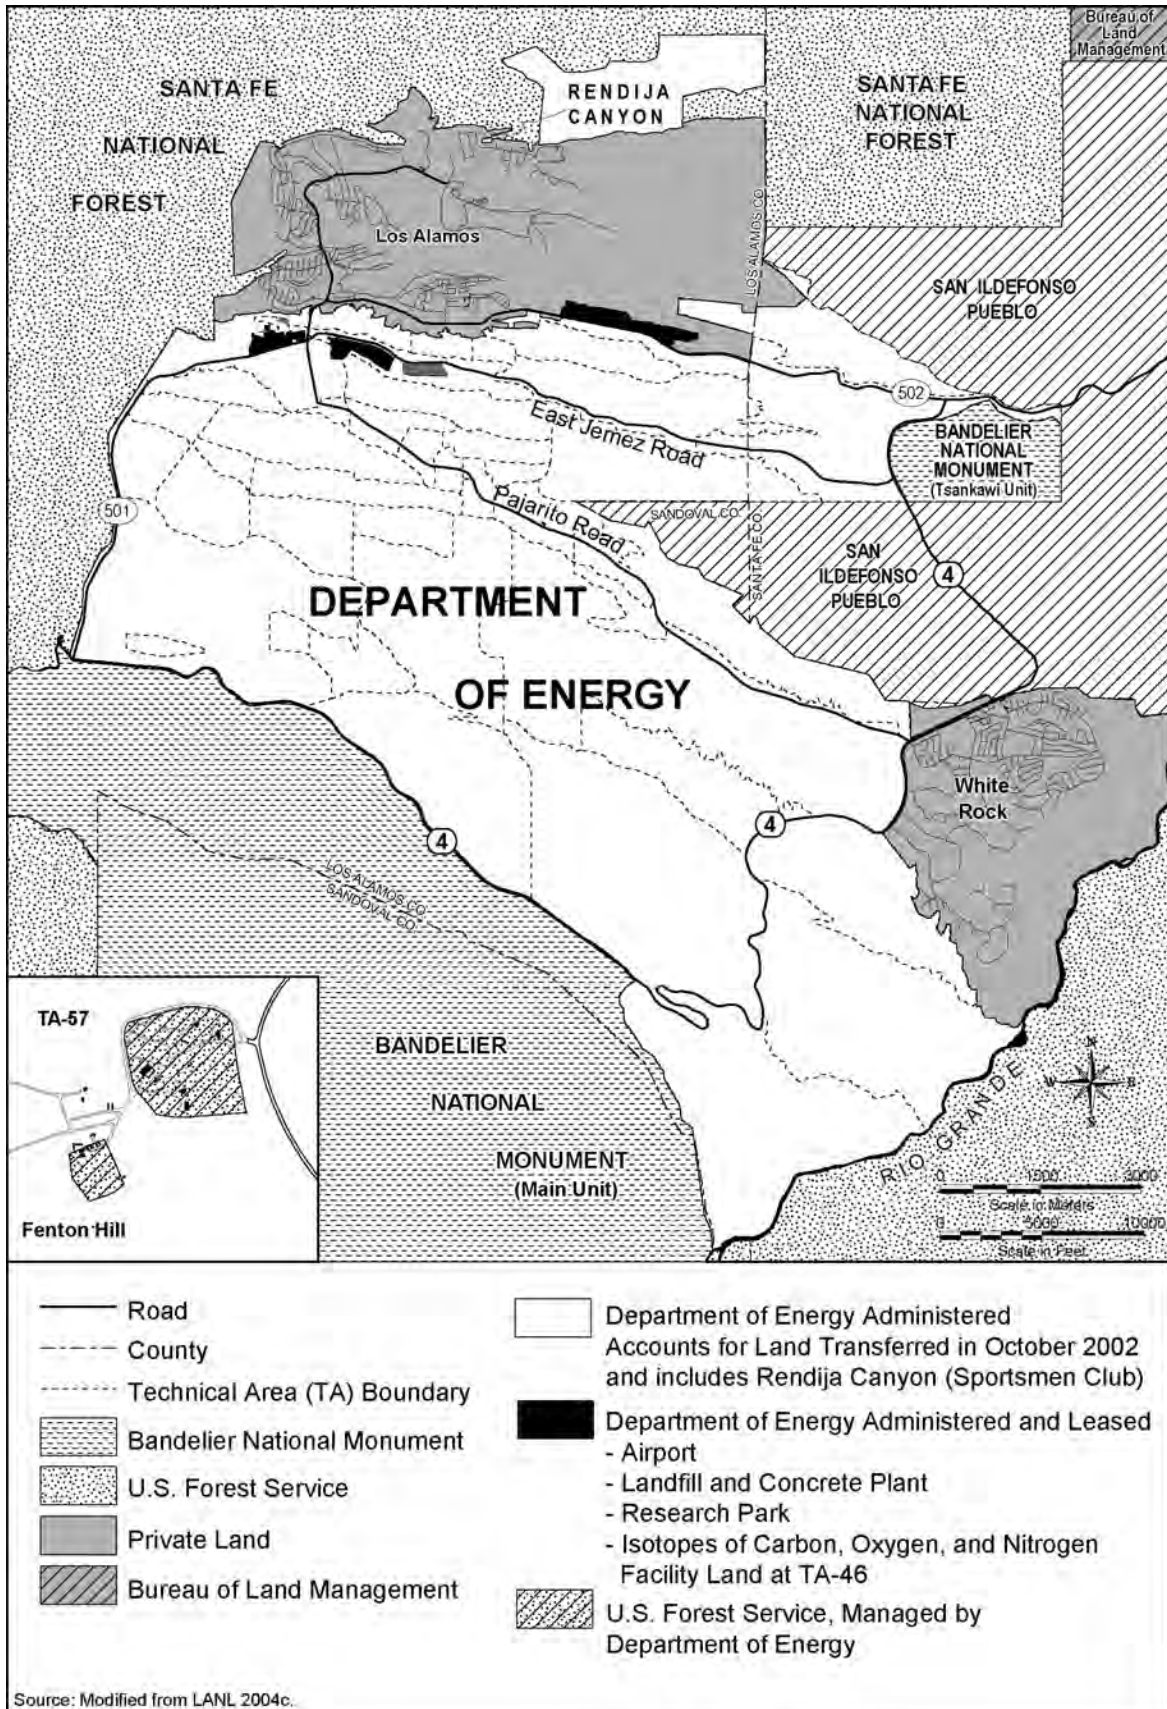 Bureau of
Land
Management
SANTA FE
NATIONAL
FOREST
RENDIJA
CANYON
SANTA FE
NATIONAL
FOREST
LOS ALAMOS CO.
Los Alamos
SAN ILDEFONSO
PUEBLO
502
East Jemez Road
BANDELIER
NATIONAL
MONUMENT
(Tsankawi Unit)
501
Pajarito Road
SANDOVAL CO.
SANTA FE CO.
SAN
ILDEFONSO
PUEBLO
4
DEPARTMENT
OF ENERGY
White
Rock
4
4
LOS ALAMOS CO.
SANDOVAL CO.
TA-57
Fenton Hill
BANDELIER
NATIONAL
MONUMENT
(Main Unit)
RIO GRANDE
N
W
E
S
0 1500 3000
Scale in Meters
0 5000 10000
Scale in Feet
Road
County
Technical Area (TA) Boundary
Bandelier National Monument
U.S. Forest Service
Private Land
Bureau of Land Management
Department of Energy Administered
Accounts for Land Transferred in October 2002
and includes Rendija Canyon (Sportsmen Club)
Department of Energy Administered and Leased
- Airport
- Landfill and Concrete Plant
- Research Park
- Isotopes of Carbon, Oxygen, and Nitrogen
Facility Land at TA-46
U.S. Forest Service, Managed by
Department of Energy
Source: Modified from LANL 2004c.